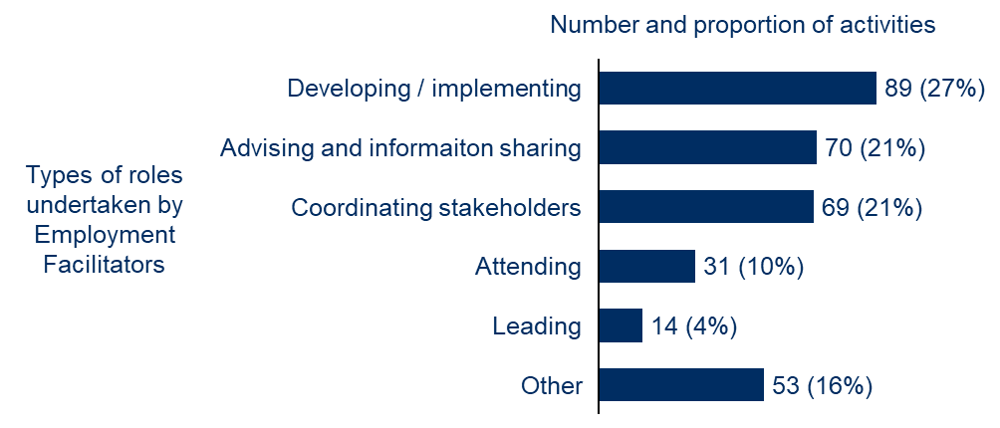 Number and proportion of activities
Types of roles
undertaken by
Employment
Facilitators
Developing / implementing 89 (27%)
Advising and informaiton sharing 70 (21%)
Coordinating stakeholders 69 (21%)
Attending 31 (10%)
Leading 14 (4%)
Other 53 (16%)